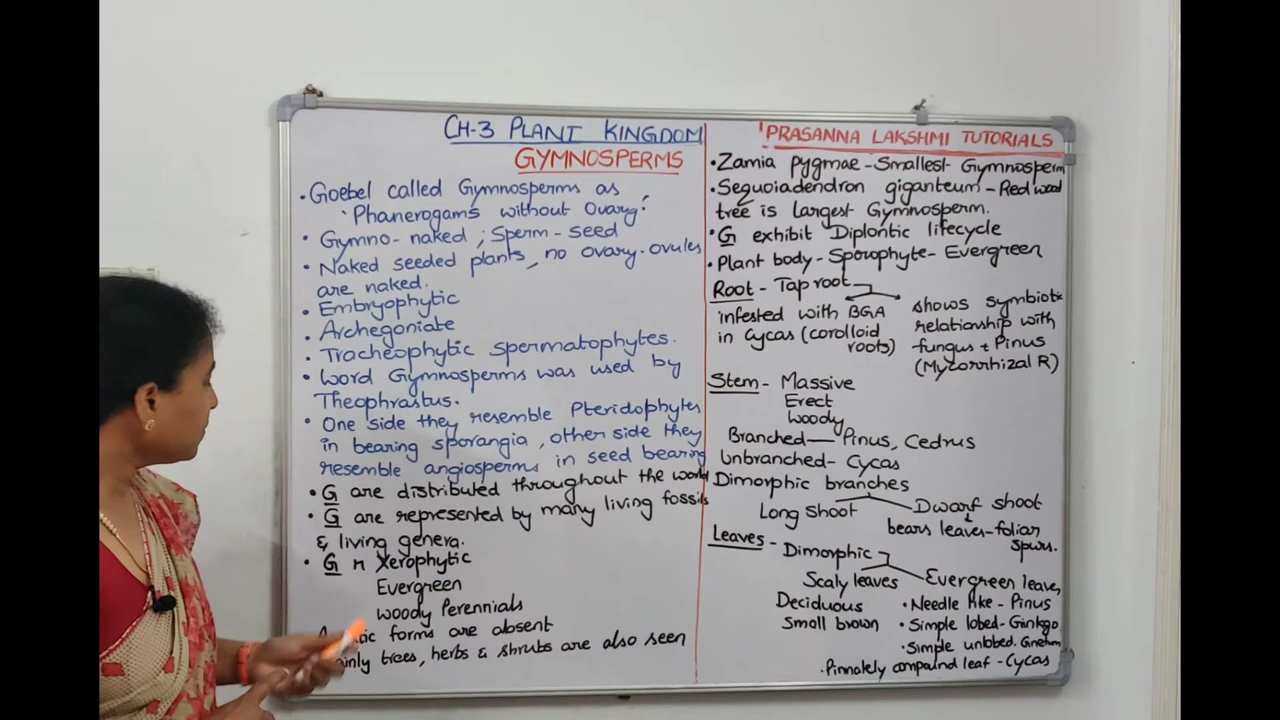 CH-3 PLANT KINGDOM
GYMNOSPERMS
• Goebel called Gymnosperms as
'Phanerogams without Ovary.'
• Gymno - naked ; Sperm - seed
• Naked seeded plants, no ovary - ovules
are naked.
• Embryophytic
• Archegoniate
• Tracheophytic spermatophytes.
• Word Gymnosperms was used by
Theophrastus.
• One side they resemble Pteridophytes
in bearing sporangia, other side they
resemble angiosperms in seed bearing
• G are distributed throughout the world
• G are represented by many living fossils
& living genera.
• G r Xerophytic
Evergreen
Woody Perennials
forms are absent
trees, herbs & shrubs are also seen
'PRASANNA LAKSHMI TUTORIALS
• Zamia pygmae - Smallest Gymnosperm
• Sequoiadendron giganteum - Red wood
tree is largest Gymnosperm.
• G exhibit Diplontic lifecycle
• Plant body - Sporophyte - Evergreen
Root - Tap root
infested with BGA
in Cycas (corolloid
roots)
shows symbiotic
relationship with
fungus + Pinus
(Mycorrhizal R)
Stem - Massive
Erect
Woody
Branched — Pinus, Cedrus
Unbranched - Cycas
Dimorphic branches
Long Shoot
Dwarf shoot
bears leaves - foliar
spurs.
Leaves - Dimorphic
Scaly leaves
Deciduous
Small brown
Evergreen leaves
• Needle like - Pinus
• Simple lobed - Ginkgo
• Simple unlobed.
• Pinnately compound leaf - Cycas